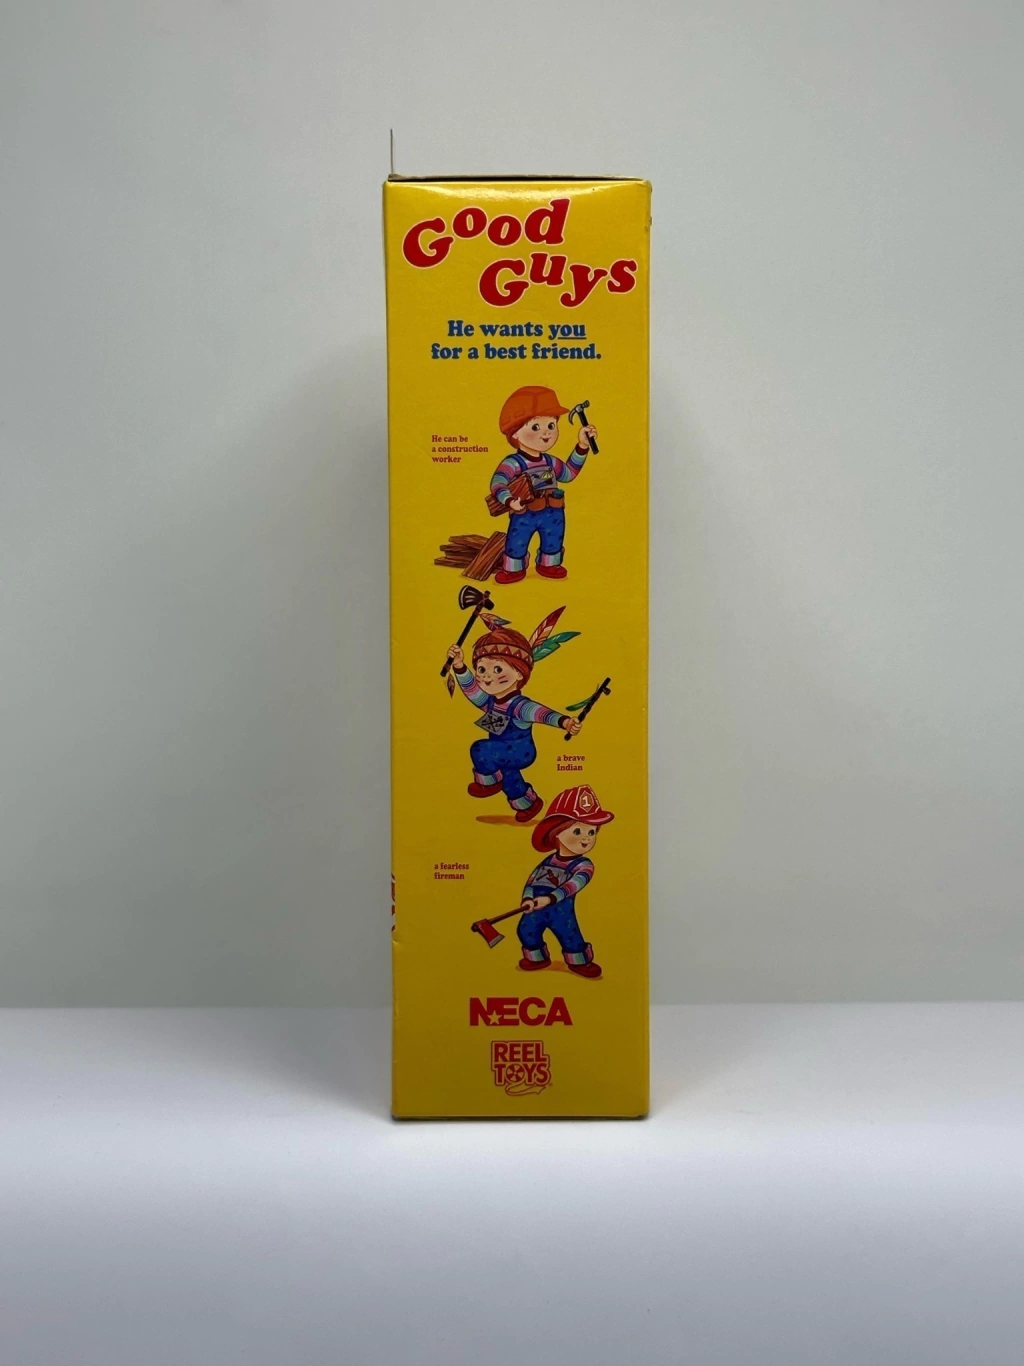 Good
Guys
He wants you
for a best friend.
He can be
a construction
worker
a brave
Indian
1
a fearless
fireman
NECA
REEL
TOYS